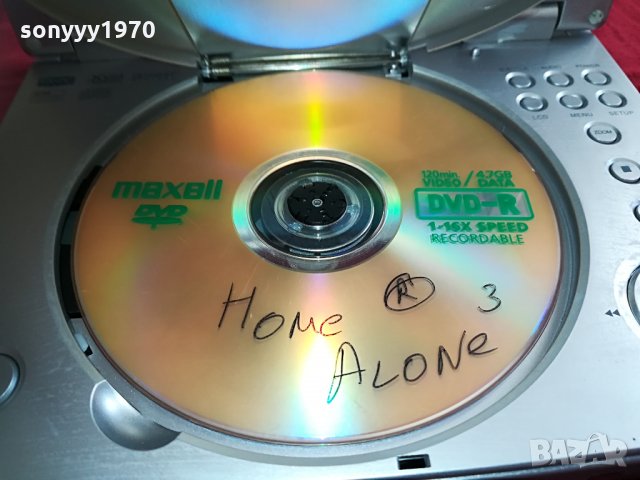 sonyyy1970
maxell
DVD
R
120min / 4.7GB
VIDEO / DATA
DVD-R
1-16X SPEED
RECORDABLE
HOME Ⓡ 3
ALONE
LCD MENU SETUP
ZOOM
BAZAR